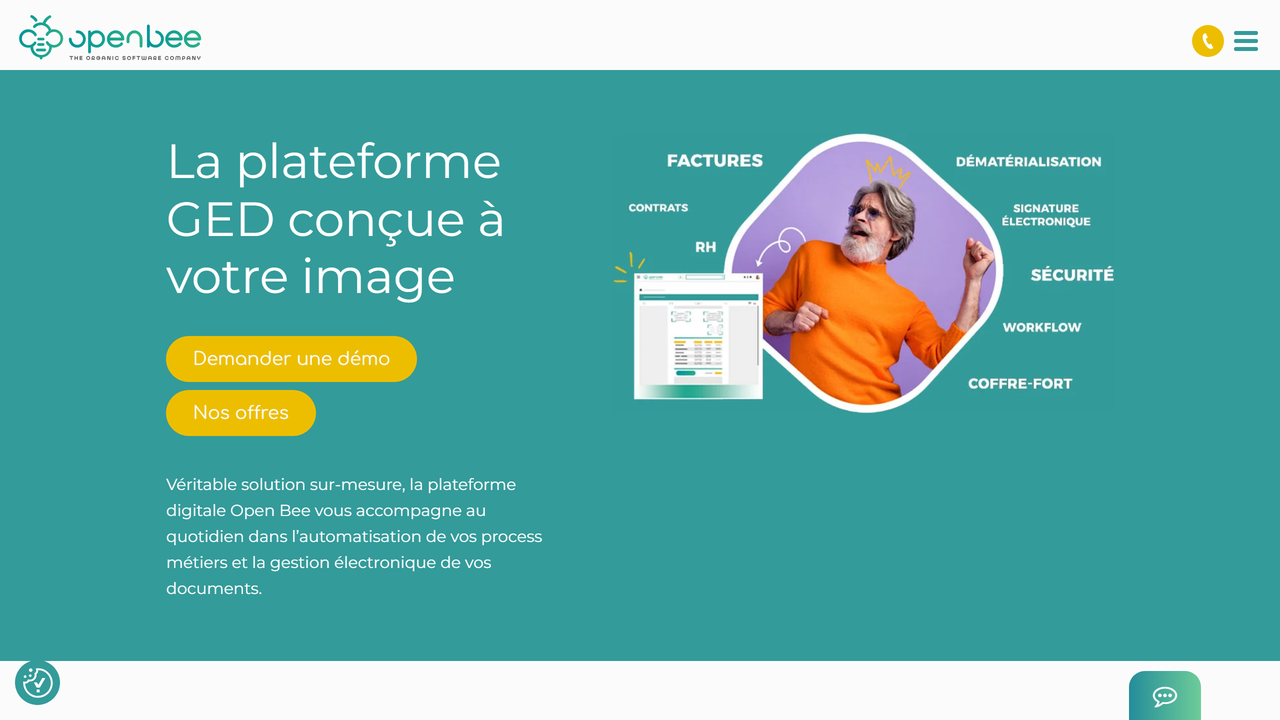 openbee
THE ORGANIC SOFTWARE COMPANY
La plateforme
GED conçue à
votre image
Demander une démo
Nos offres
Véritable solution sur-mesure, la plateforme
digitale Open Bee vous accompagne au
quotidien dans l'automatisation de vos process
métiers et la gestion électronique de vos
documents.
FACTURES
CONTRATS
RH
DÉMATÉRIALISATION
SIGNATURE
ÉLECTRONIQUE
SÉCURITÉ
WORKFLOW
COFFRE-FORT